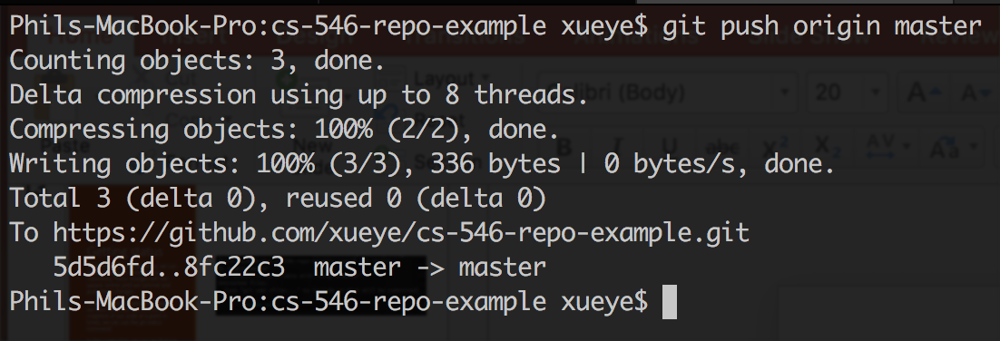 Phils-MacBook-Pro:cs-546-repo-example xueye$ git push origin master
Counting objects: 3, done.
Delta compression using up to 8 threads.
Compressing objects: 100% (2/2), done.
Writing objects: 100% (3/3), 336 bytes | 0 bytes/s, done.
Total 3 (delta 0), reused 0 (delta 0)
To https://github.com/xueye/cs-546-repo-example.git
   5d5d6fd..8fc22c3  master -> master
Phils-MacBook-Pro:cs-546-repo-example xueye$